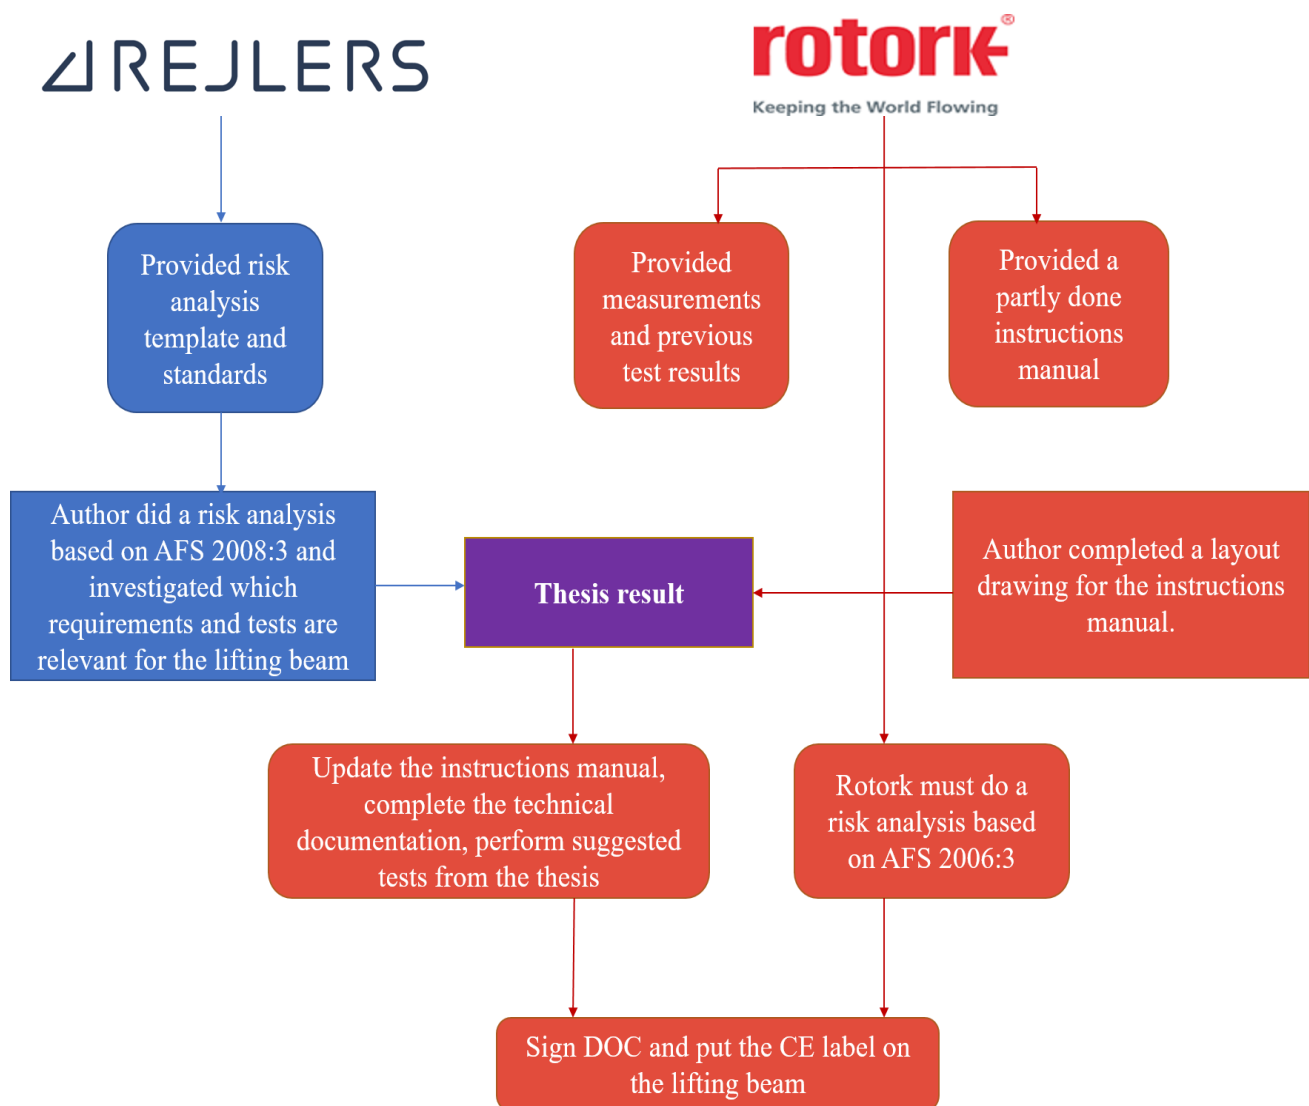 REJLERS
rotork®
Keeping the World Flowing
Provided risk
analysis
template and
standards
Provided
measurements
and previous
test results
Provided a
partly done
instructions
manual
Author did a risk analysis
based on AFS 2008:3 and
investigated which
requirements and tests are
relevant for the lifting beam
Thesis result
Author completed a layout
drawing for the instructions
manual.
Update the instructions manual,
complete the technical
documentation, perform suggested
tests from the thesis
Rotork must do a
risk analysis based
on AFS 2006:3
Sign DOC and put the CE label on
the lifting beam